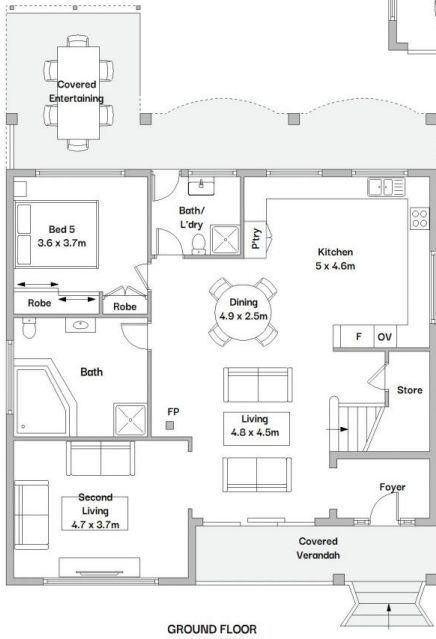 Covered
Entertaining
Bed 5
3.6 x 3.7m
Bath/
L'dry
P'try
Kitchen
5 x 4.6m
Robe
Robe
Dining
4.9 x 2.5m
F
OV
Bath
Store
FP
Living
4.8 x 4.5m
Second
Living
4.7 x 3.7m
Foyer
Covered
Verandah
GROUND FLOOR